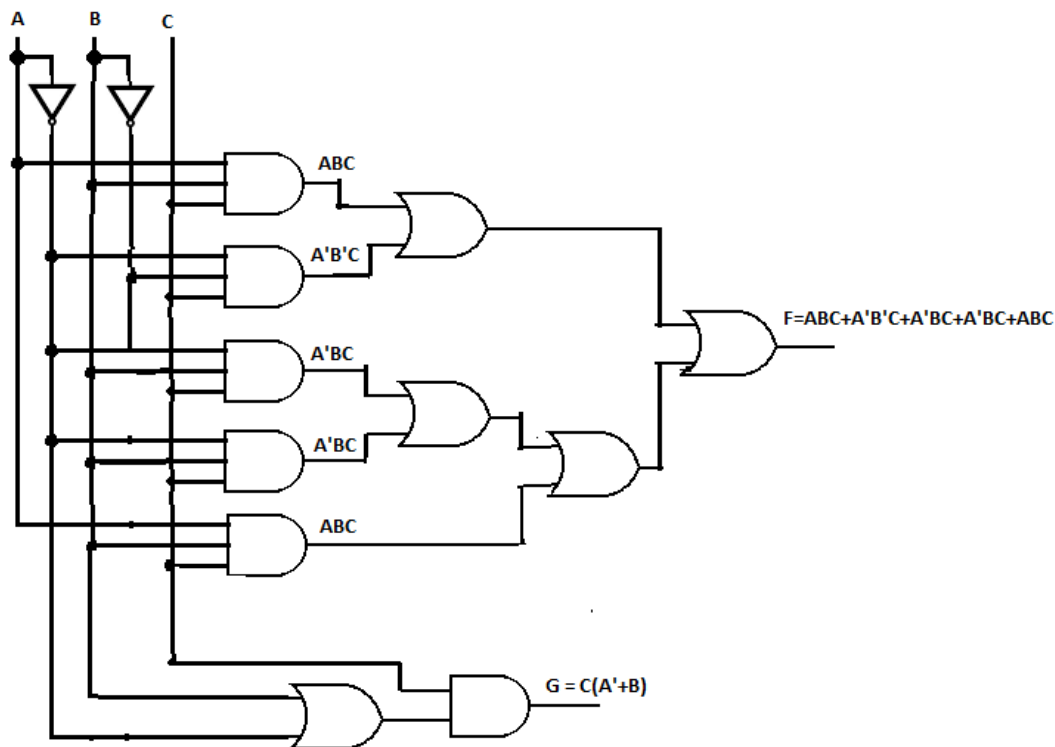 A B C
ABC
A'B'C
F=ABC+A'B'C+A'BC+A'BC+ABC
A'BC
A'BC
ABC
G = C(A'+B)